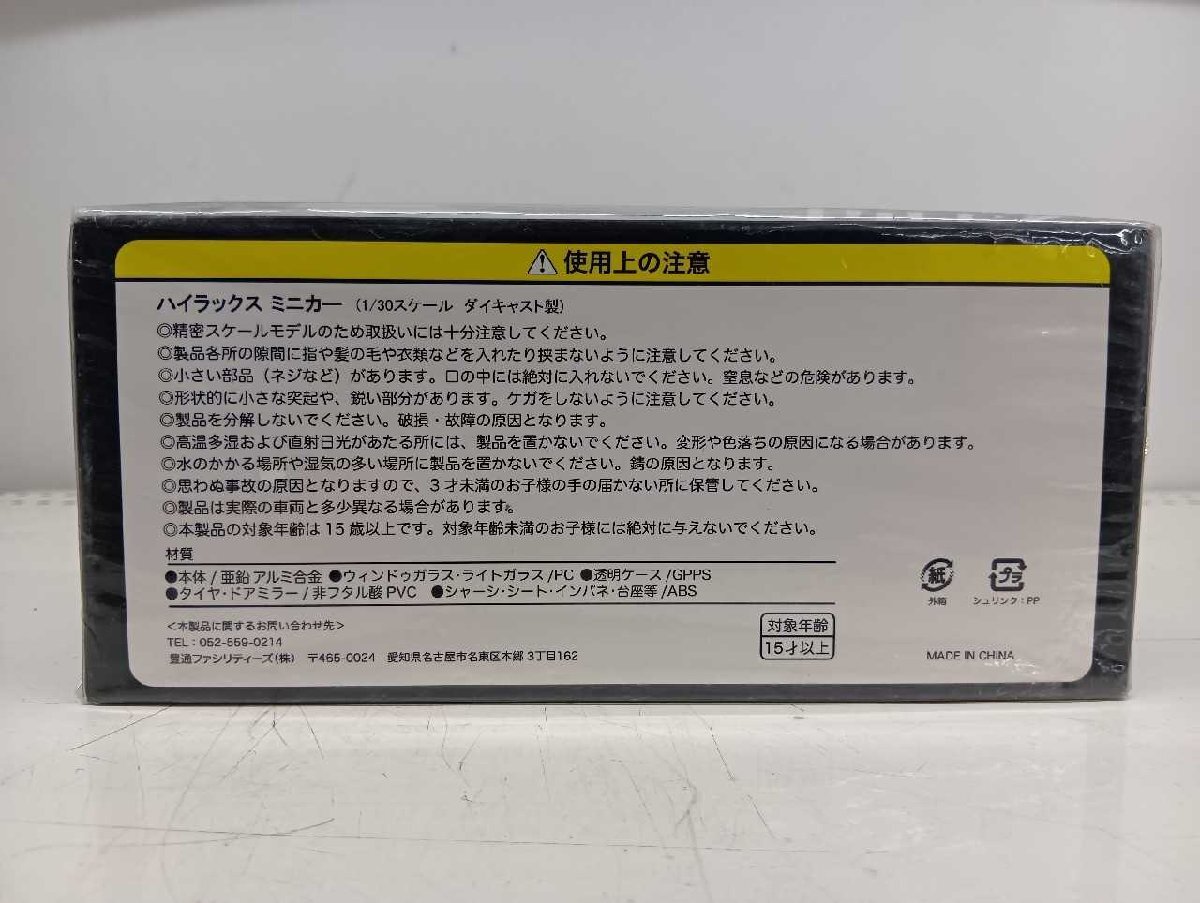 ⚠使用上の注意
ハイラックス ミニカー (1/30スケール ダイキャスト製)
◎精密スケールモデルのため取扱いには十分注意してください。
◎製品各所の隙間に指や髪の毛や衣類などを入れたり挟まないように注意してください。
◎小さい部品(ネジなど)があります。口の中には絶対に入れないでください。窒息などの危険があります。
◎形状的に小さな突起や、鋭い部分があります。ケガをしないように注意してください。
◎製品を分解しないでください。破損・故障の原因となります。
◎高温多湿および直射日光があたる所には、製品を置かないでください。変形や色落ちの原因になる場合があります。
◎水のかかる場所や湿気の多い場所に製品を置かないでください。錆の原因となります。
◎思わぬ事故の原因となりますので、3才未満のお子様の手の届かない所に保管してください。
◎製品は実際の車両と多少異なる場合があります。
◎本製品の対象年齢は15歳以上です。対象年齢未満のお子様には絶対に与えないでください。
材質
●本体/亜鉛アルミ合金 ●ウィンドゥガラス・ライトガラス/PC ●透明ケース/GPPS
●タイヤ・ドアミラー/非フタル酸PVC ●シャーシ・シート・インパネ・台座等/ABS
紙
外箱
プラ
シュリンク:PP
<本製品に関するお問い合わせ先>
TEL:052-559-0214
豊通ファシリティーズ(株) 〒465-0024 愛知県名古屋市名東区本郷3丁目162
対象年齢
15才以上
MADE IN CHINA